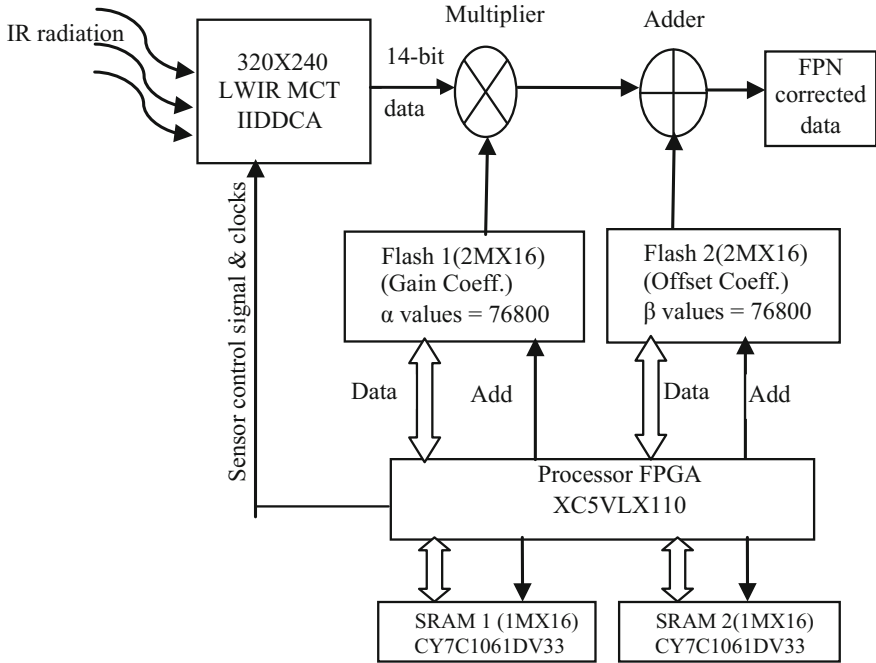 Multiplier
Adder
IR radiation
320X240
LWIR MCT
IIDDCA
14-bit
data
FPN
corrected
data
Sensor control signal & clocks
Flash 1(2MX16)
(Gain Coeff.)
α values = 76800
Flash 2(2MX16)
(Offset Coeff.)
β values = 76800
Data
Add
Data
Add
Processor FPGA
XC5VLX110
SRAM 1 (1MX16)
CY7C1061DV33
SRAM 2(1MX16)
CY7C1061DV33